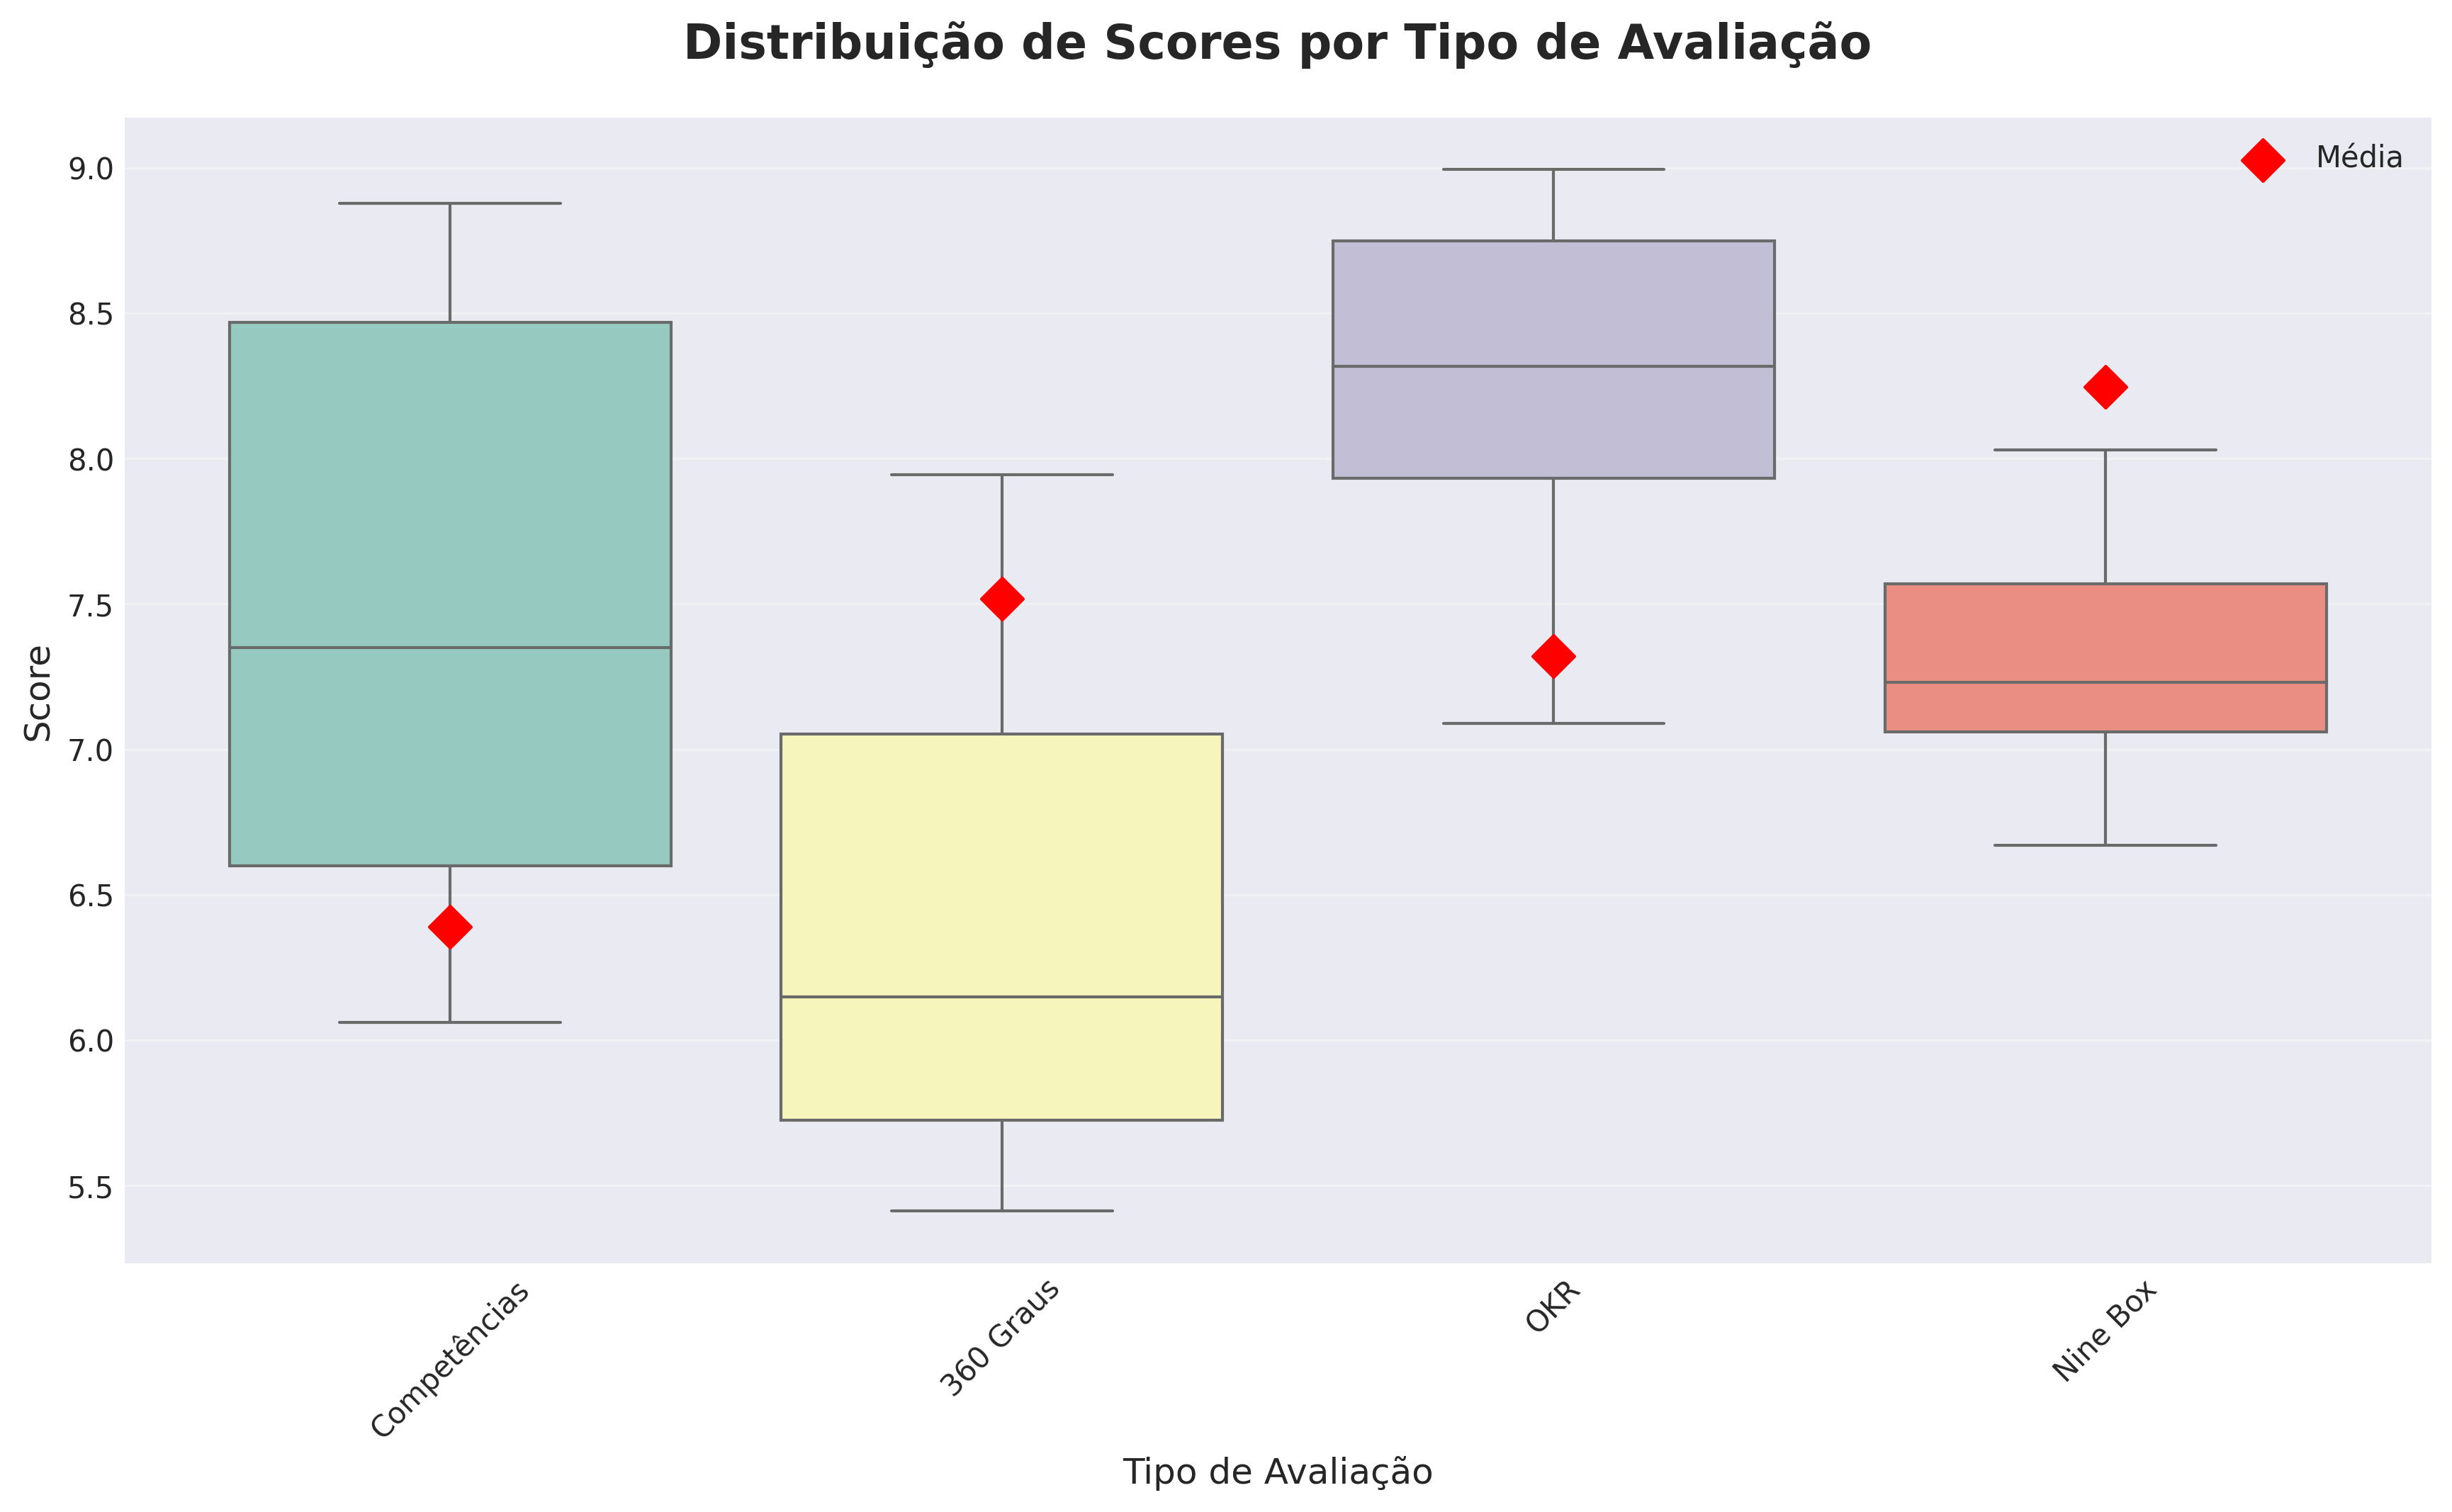 Distribuição de Scores por Tipo de Avaliação
Média
Score
9.0
8.5
8.0
7.5
7.0
6.5
6.0
5.5
Competências
360 Graus
OKR
Nine Box
Tipo de Avaliação